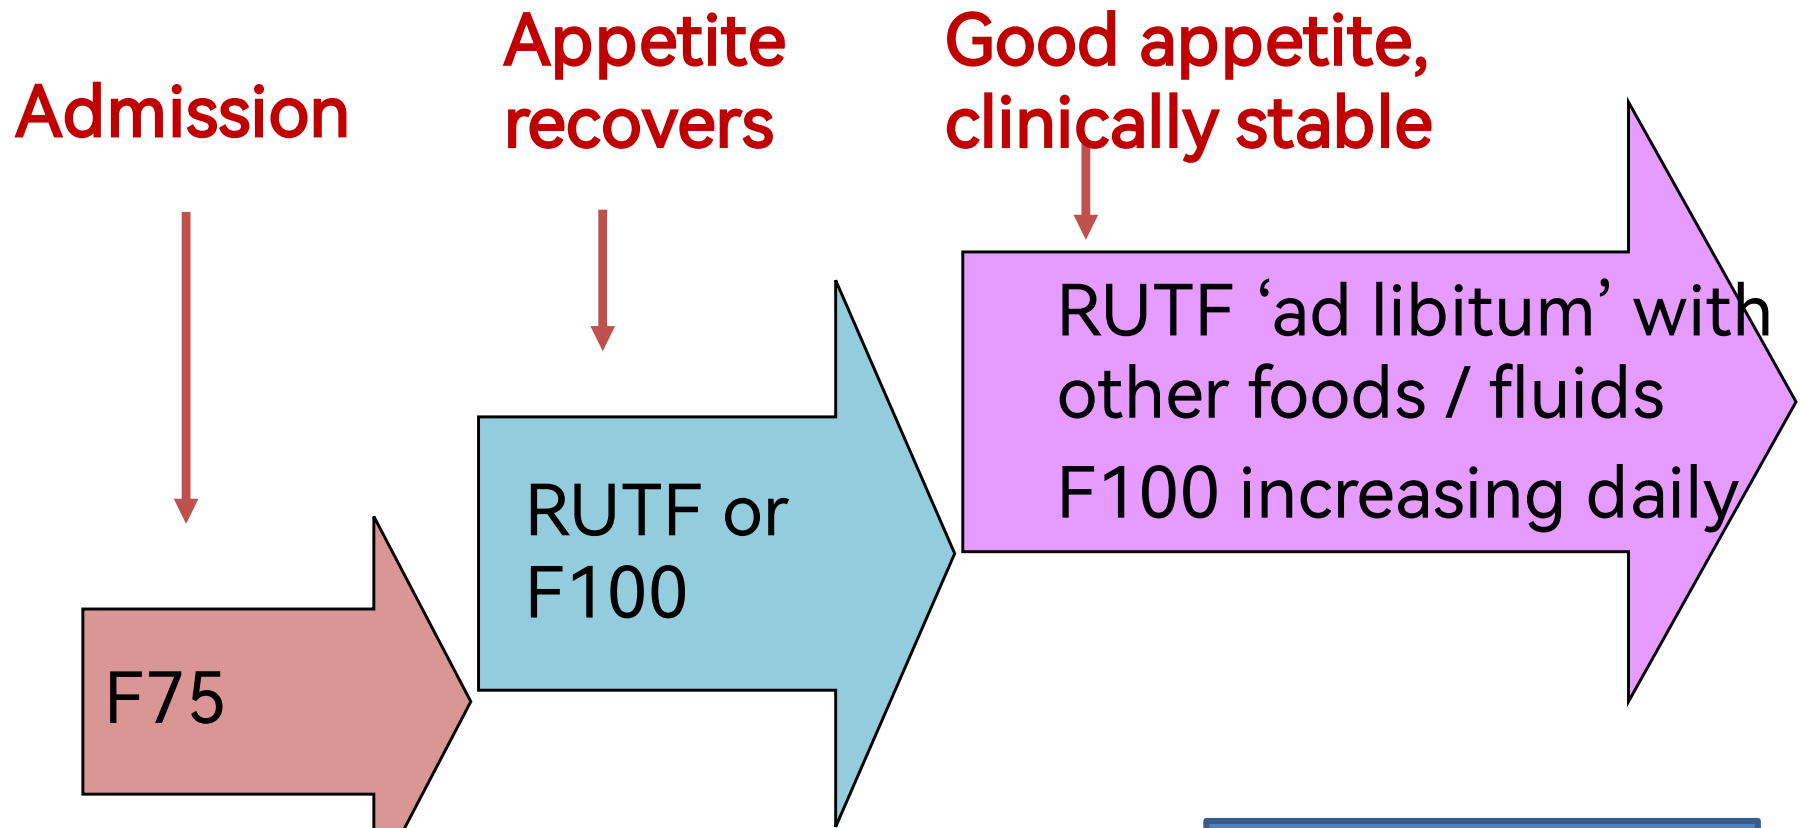 Admission
Appetite
recovers
Good appetite,
clinically stable
F75
RUTF or
F100
RUTF ‘ad libitum’ with
other foods / fluids
F100 increasing daily